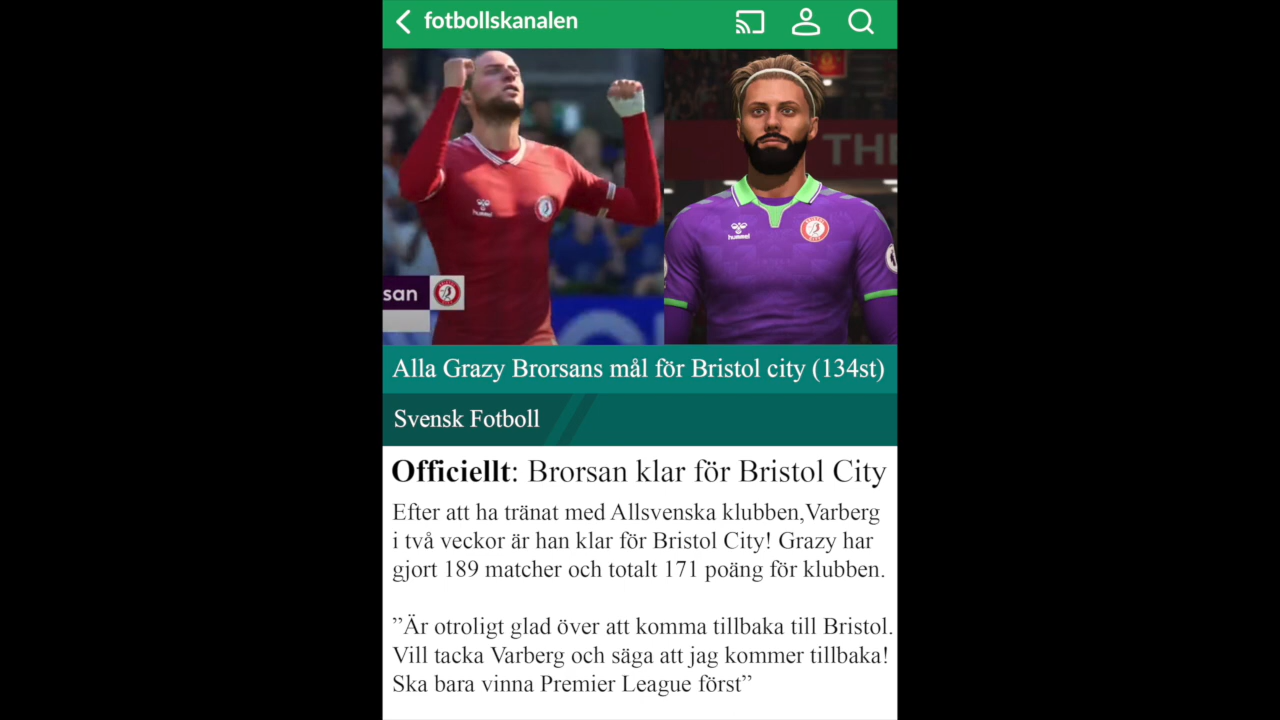 fotbollskanalen
THE
hummel
hummel
san
Alla Grazy Brorsans mål för Bristol city (134st)
Svensk Fotboll
Officiellt: Brorsan klar för Bristol City
Efter att ha tränat med Allsvenska klubben,Varberg
i två veckor är han klar för Bristol City! Grazy har
gjort 189 matcher och totalt 171 poäng för klubben.
”Är otroligt glad över att komma tillbaka till Bristol.
Vill tacka Varberg och säga att jag kommer tillbaka!
Ska bara vinna Premier League först”